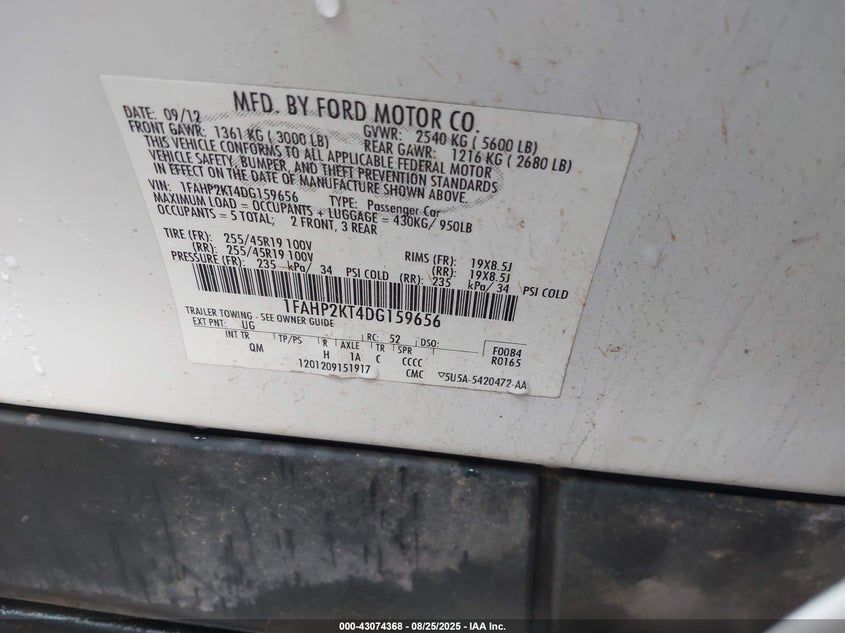 MFD. BY FORD MOTOR CO.
DATE: 09/12 GVWR: 2540 KG ( 5600 LB)
FRONT GAWR: 1361 KG ( 3000 LB) REAR GAWR: 1216 KG ( 2680 LB)
THIS VEHICLE CONFORMS TO ALL APPLICABLE FEDERAL MOTOR
VEHICLE SAFETY, BUMPER, AND THEFT PREVENTION STANDARDS
IN EFFECT ON THE DATE OF MANUFACTURE SHOWN ABOVE.
VIN: 1FAHP2KT4DG159656 TYPE: Passenger Car
MAXIMUM LOAD = OCCUPANTS + LUGGAGE = 430KG/ 950LB
OCCUPANTS = 5 TOTAL; 2 FRONT, 3 REAR
TIRE (FR): 255/45R19 100V RIMS (FR): 19X8.5J
(RR): 255/45R19 100V (RR): 19X8.5J
PRESSURE (FR): 235 kPa/ 34 PSI COLD (RR): 235 kPa/ 34 PSI COLD
1FAHP2KT4DG159656
TRAILER TOWING - SEE OWNER GUIDE
EXT PNT: UG RC: 52 DSO: F0084
INT TR TP/PS R AXLE TR SPR R0165
QM H 1A C CCCC
1201209151917 CMC ▽5U5A-5420472-AA
000-43074368 - 08/25/2025 - IAA Inc.